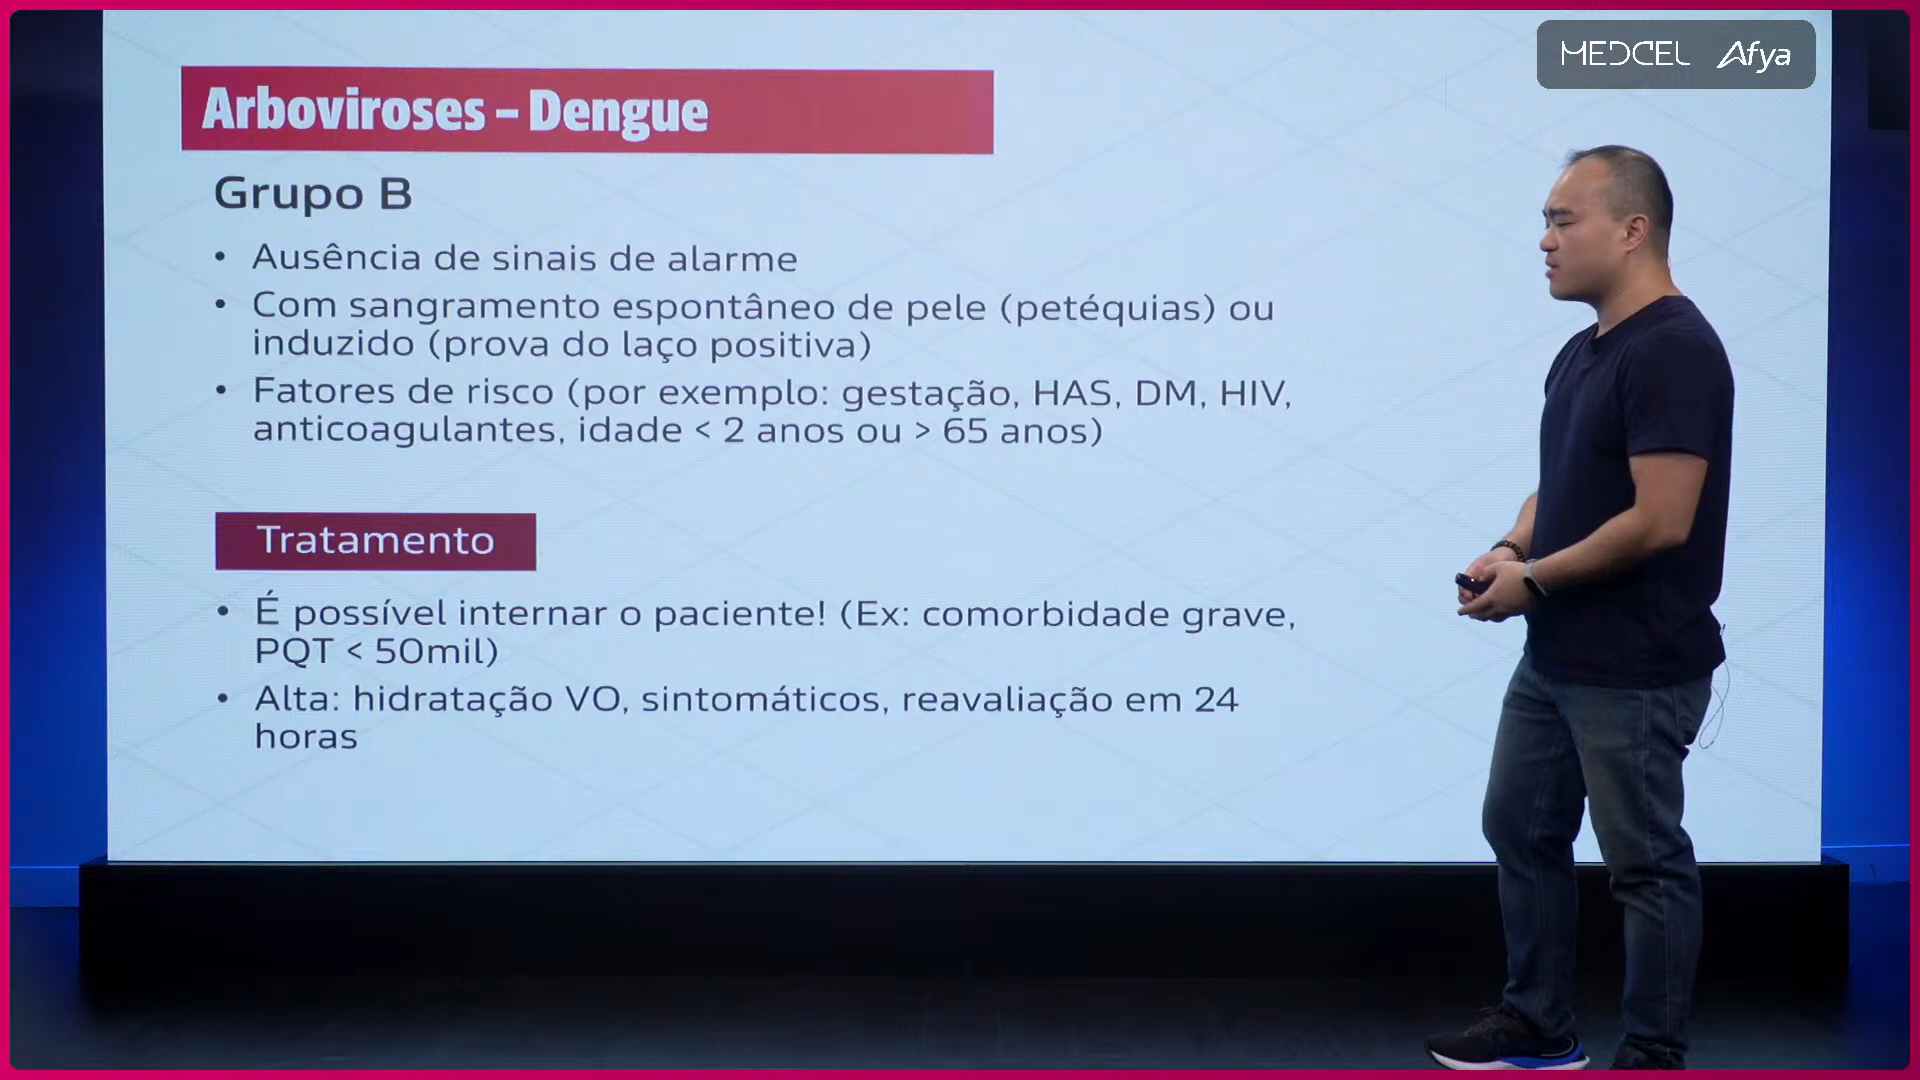 MEDCEL Afya
Arboviroses – Dengue
Grupo B
• Ausência de sinais de alarme
• Com sangramento espontâneo de pele (petéquias) ou
induzido (prova do laço positiva)
• Fatores de risco (por exemplo: gestação, HAS, DM, HIV,
anticoagulantes, idade < 2 anos ou > 65 anos)
Tratamento
• É possível internar o paciente! (Ex: comorbidade grave,
PQT < 50mil)
• Alta: hidratação VO, sintomáticos, reavaliação em 24
horas